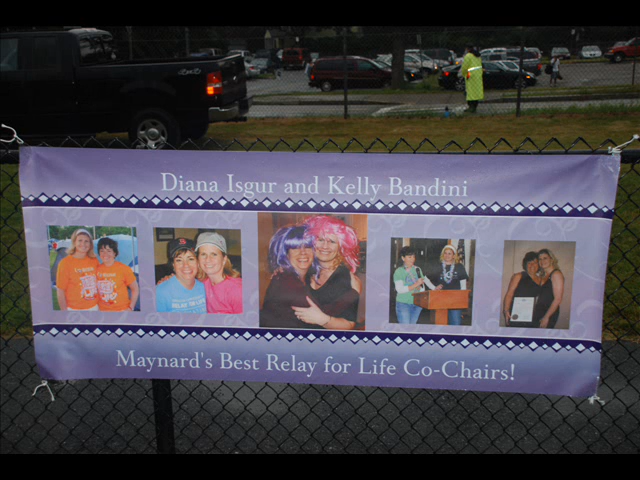 Diana Isgur and Kelly Bandini
Maynard's Best Relay for Life Co-Chairs!